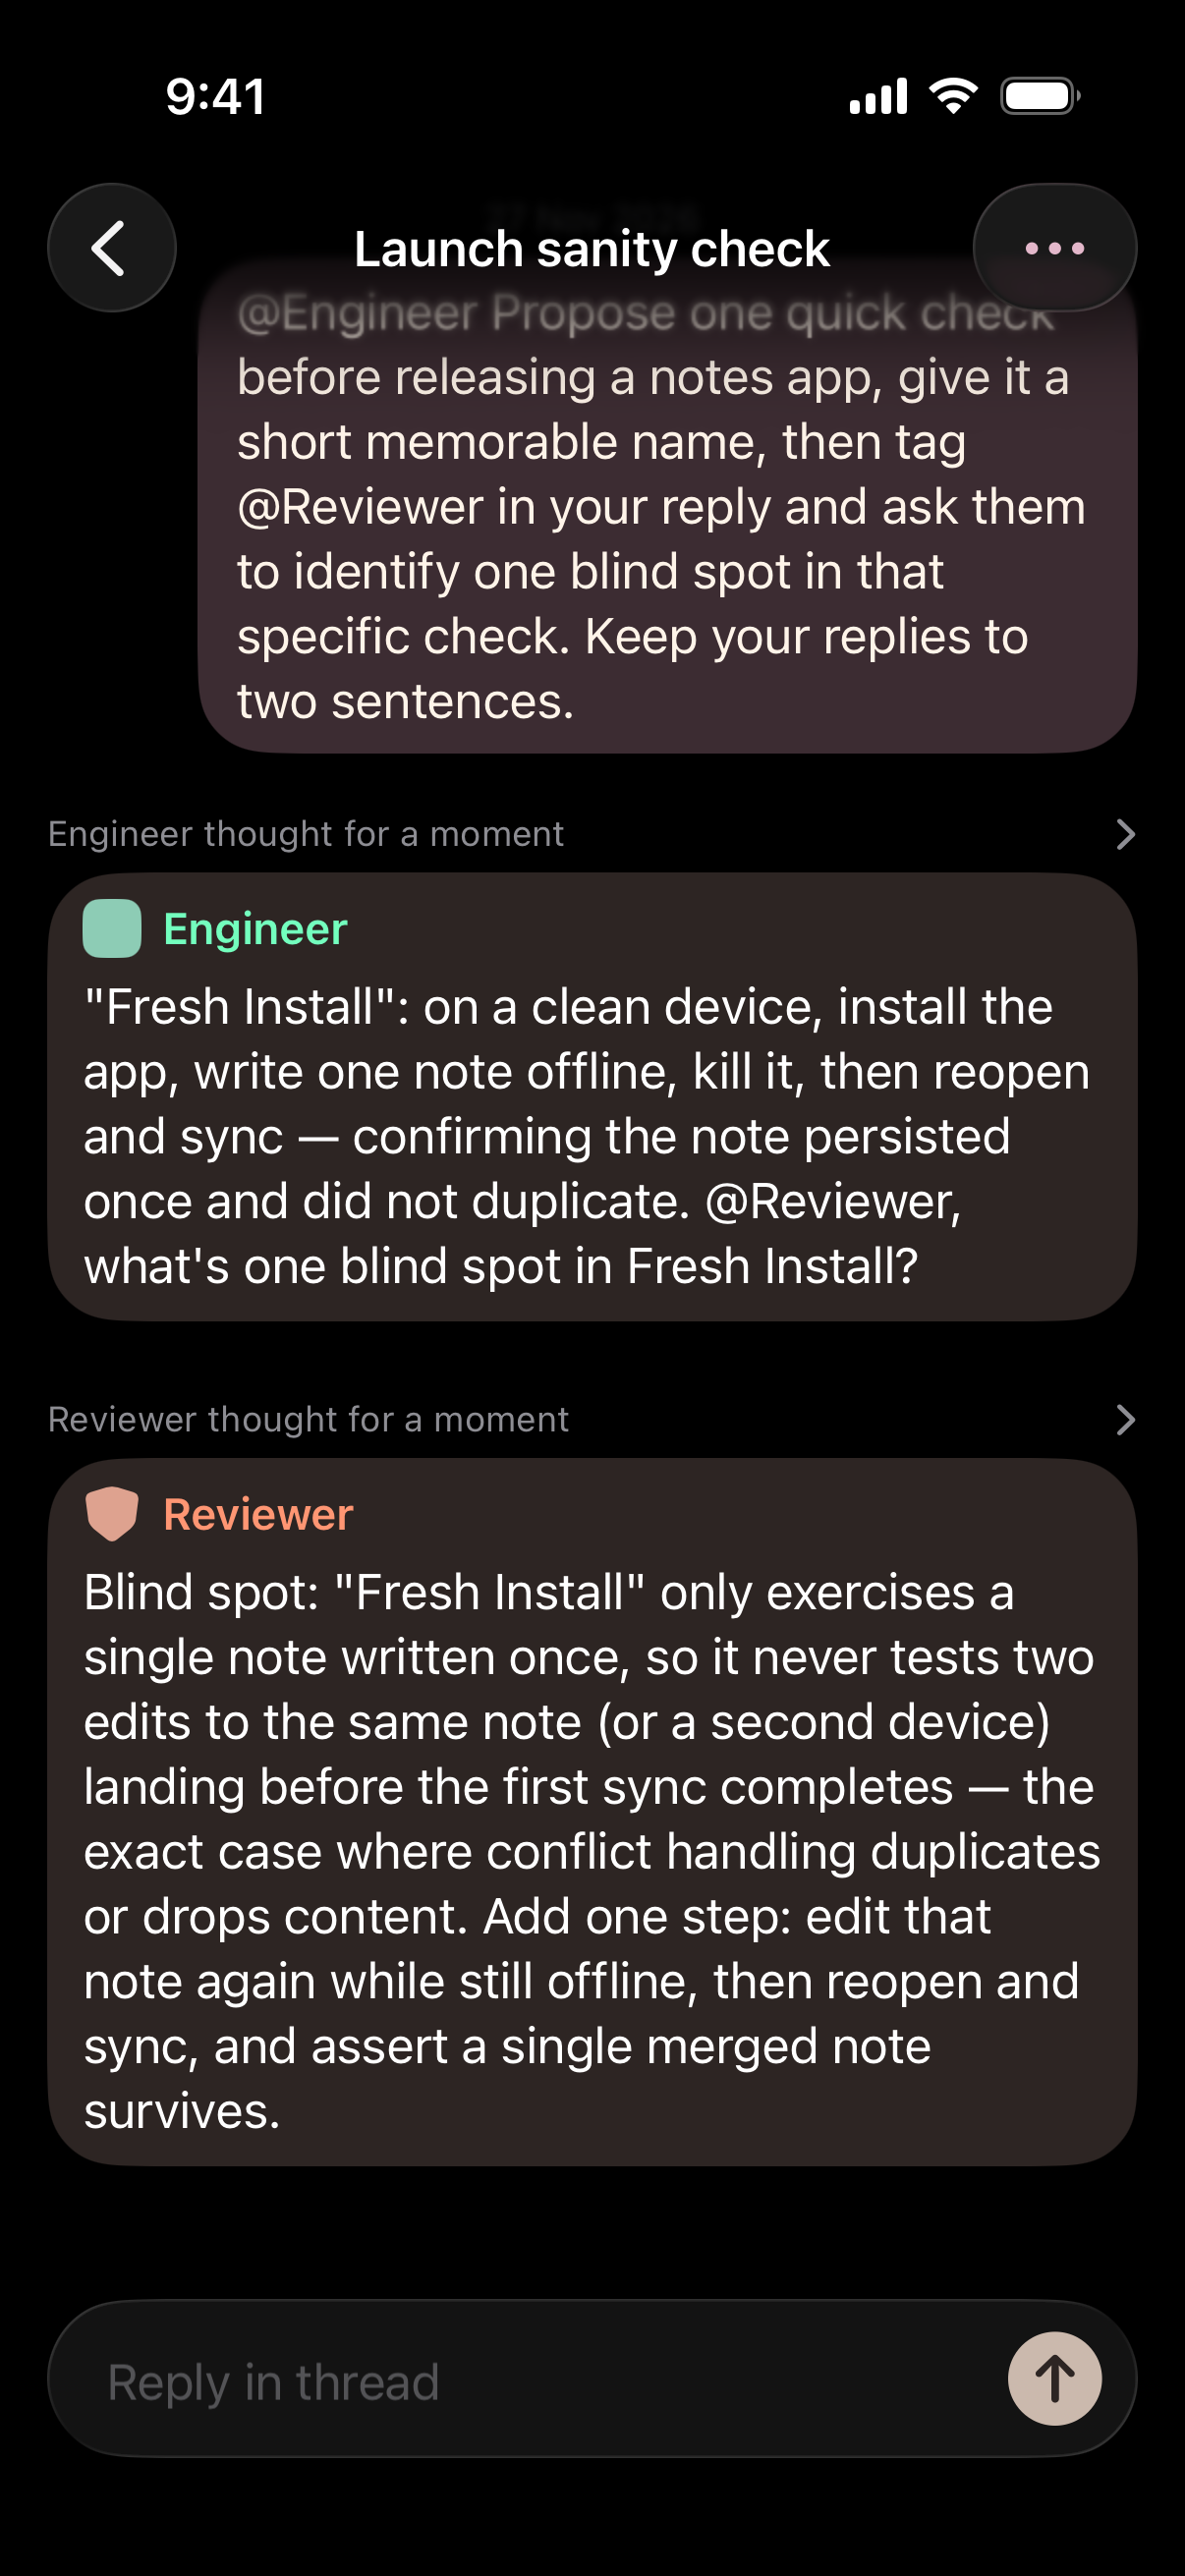 9:41
27 Nov 2026
Launch sanity check
@Engineer Propose one quick check
before releasing a notes app, give it a
short memorable name, then tag
@Reviewer in your reply and ask them
to identify one blind spot in that
specific check. Keep your replies to
two sentences.
Engineer thought for a moment
Engineer
"Fresh Install": on a clean device, install the
app, write one note offline, kill it, then reopen
and sync — confirming the note persisted
once and did not duplicate. @Reviewer,
what's one blind spot in Fresh Install?
Reviewer thought for a moment
Reviewer
Blind spot: "Fresh Install" only exercises a
single note written once, so it never tests two
edits to the same note (or a second device)
landing before the first sync completes — the
exact case where conflict handling duplicates
or drops content. Add one step: edit that
note again while still offline, then reopen and
sync, and assert a single merged note
survives.
Reply in thread